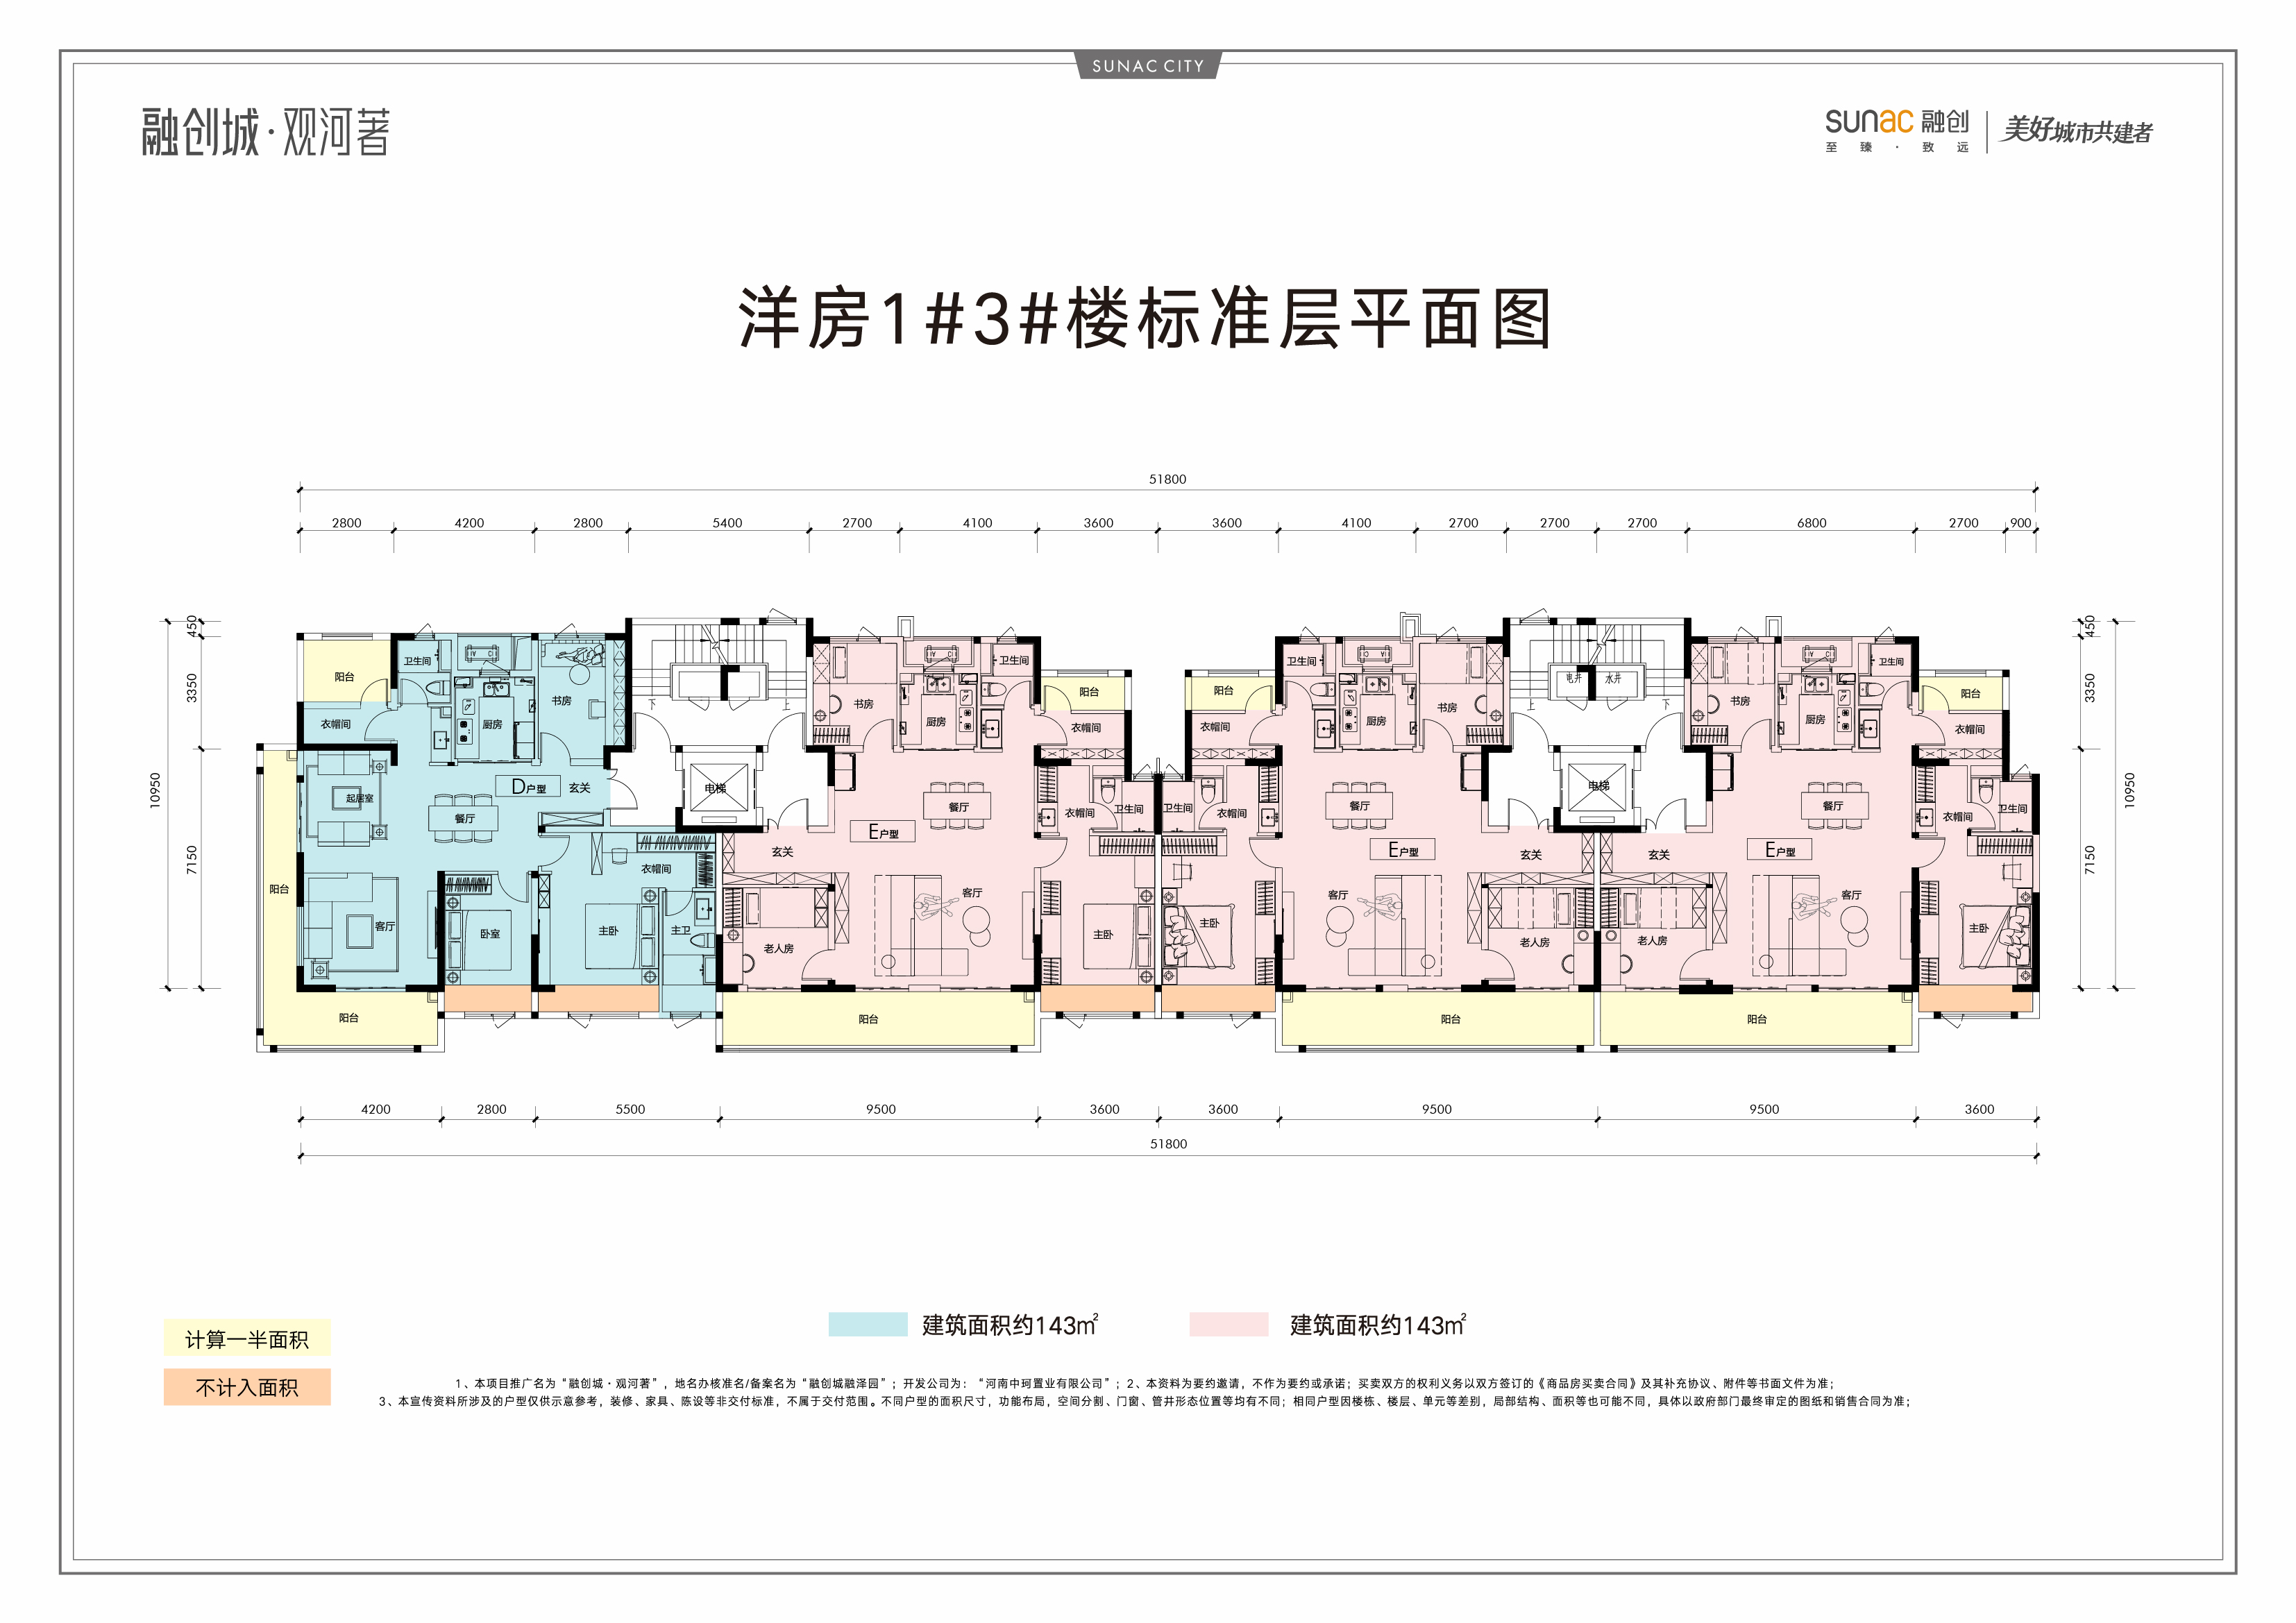 SUNAC CITY
融创城·观河著
sunac 融创
至臻·致远
美好城市共建者
洋房1#3#楼标准层平面图
51800
2800 4200 2800 5400 2700 4100 3600 3600 4100 2700 2700 2700 6800 2700 900
450 3350 7150 10950
450 3350 7150 10950
阳台 卫生间 衣帽间 厨房 书房
起居室 餐厅 D户型 玄关
阳台 客厅 卧室 主卧 衣帽间 主卫
阳台
下 上 电梯
书房 厨房 卫生间 阳台 衣帽间
玄关 E户型 餐厅 衣帽间 卫生间
老人房 客厅 主卧
阳台
阳台 卫生间 衣帽间 厨房 书房
卫生间 衣帽间 餐厅 E户型 玄关
主卧 客厅 老人房
阳台
电井 水井 上 下 电梯
书房 厨房 卫生间 阳台 衣帽间
玄关 E户型 餐厅 衣帽间 卫生间
老人房 客厅 主卧
阳台
4200 2800 5500 9500 3600 3600 9500 9500 3600
51800
计算一半面积
不计入面积
建筑面积约143㎡
建筑面积约143㎡
1、本项目推广名为“融创城·观河著”，地名办核准名/备案名为“融创城融泽园”；开发公司为：“河南中珂置业有限公司”；2、本资料为要约邀请，不作为要约或承诺；买卖双方的权利义务以双方签订的《商品房买卖合同》及其补充协议、附件等书面文件为准；
3、本宣传资料所涉及的户型仅供示意参考，装修、家具、陈设等非交付标准，不属于交付范围。不同户型的面积尺寸，功能布局，空间分割、门窗、管井形态位置等均有不同；相同户型因楼栋、楼层、单元等差别，局部结构、面积等也可能不同，具体以政府部门最终审定的图纸和销售合同为准；